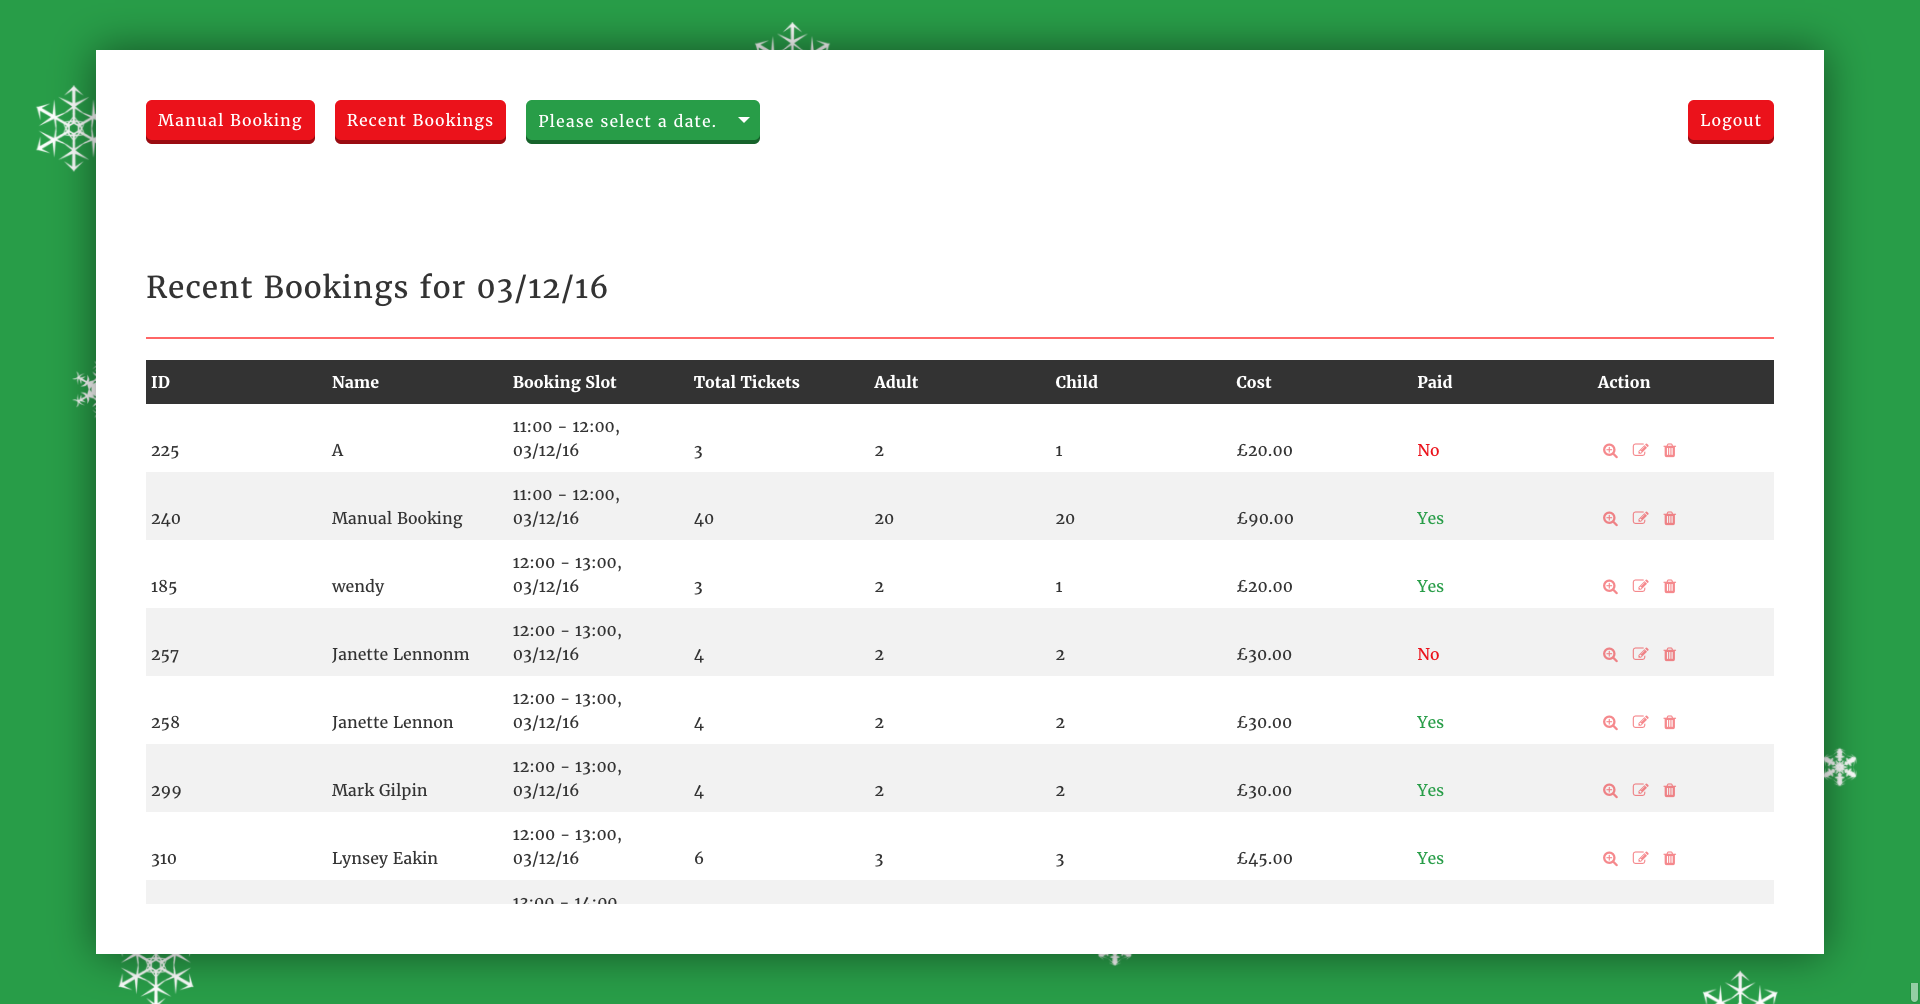 Manual Booking Recent Bookings Please select a date. Logout
Recent Bookings for 03/12/16
ID Name Booking Slot Total Tickets Adult Child Cost Paid Action
11:00 - 12:00,
225 A 03/12/16 3 2 1 £20.00 No
11:00 - 12:00,
240 Manual Booking 03/12/16 40 20 20 £90.00 Yes
12:00 - 13:00,
185 wendy 03/12/16 3 2 1 £20.00 Yes
12:00 - 13:00,
257 Janette Lennonm 03/12/16 4 2 2 £30.00 No
12:00 - 13:00,
258 Janette Lennon 03/12/16 4 2 2 £30.00 Yes
12:00 - 13:00,
299 Mark Gilpin 03/12/16 4 2 2 £30.00 Yes
12:00 - 13:00,
310 Lynsey Eakin 03/12/16 6 3 3 £45.00 Yes
13:00 - 14:00